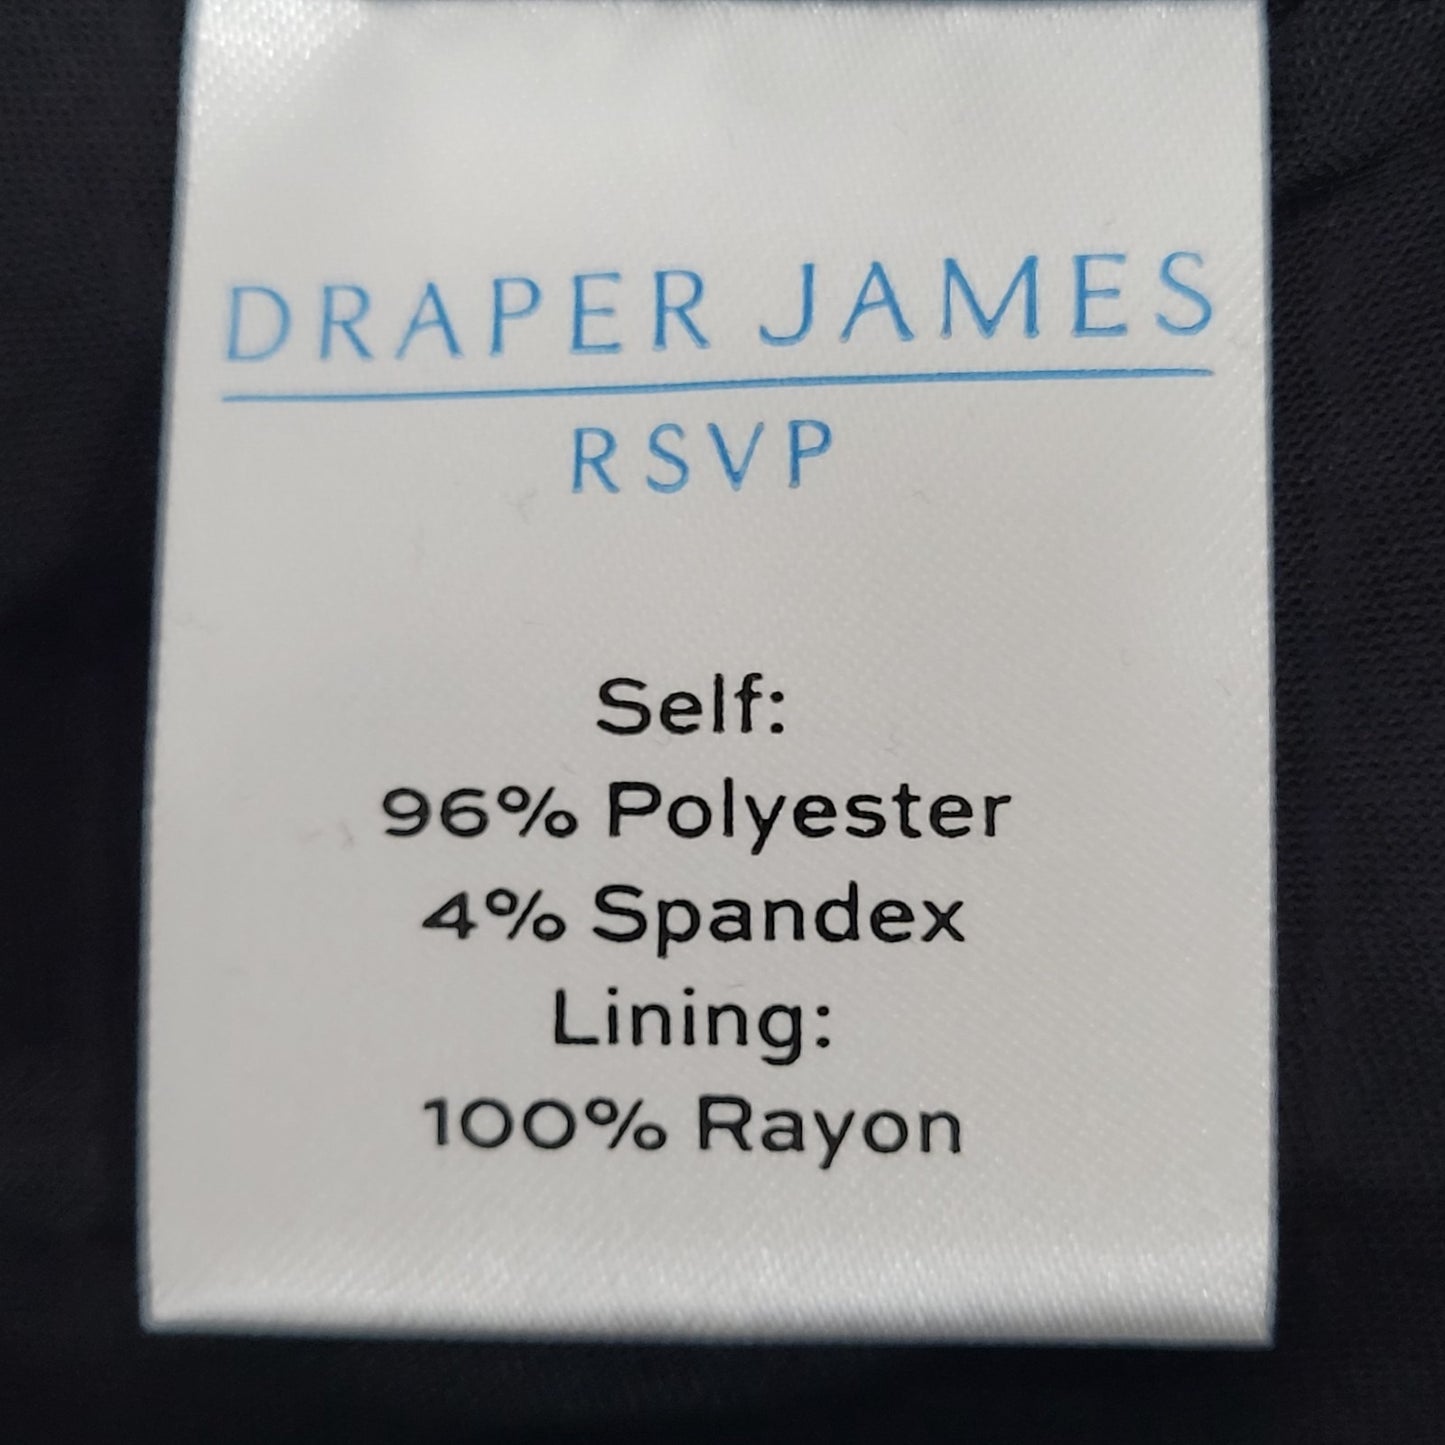 DRAPER JAMES
RSVP
Self:
96% Polyester
4% Spandex
Lining:
100% Rayon